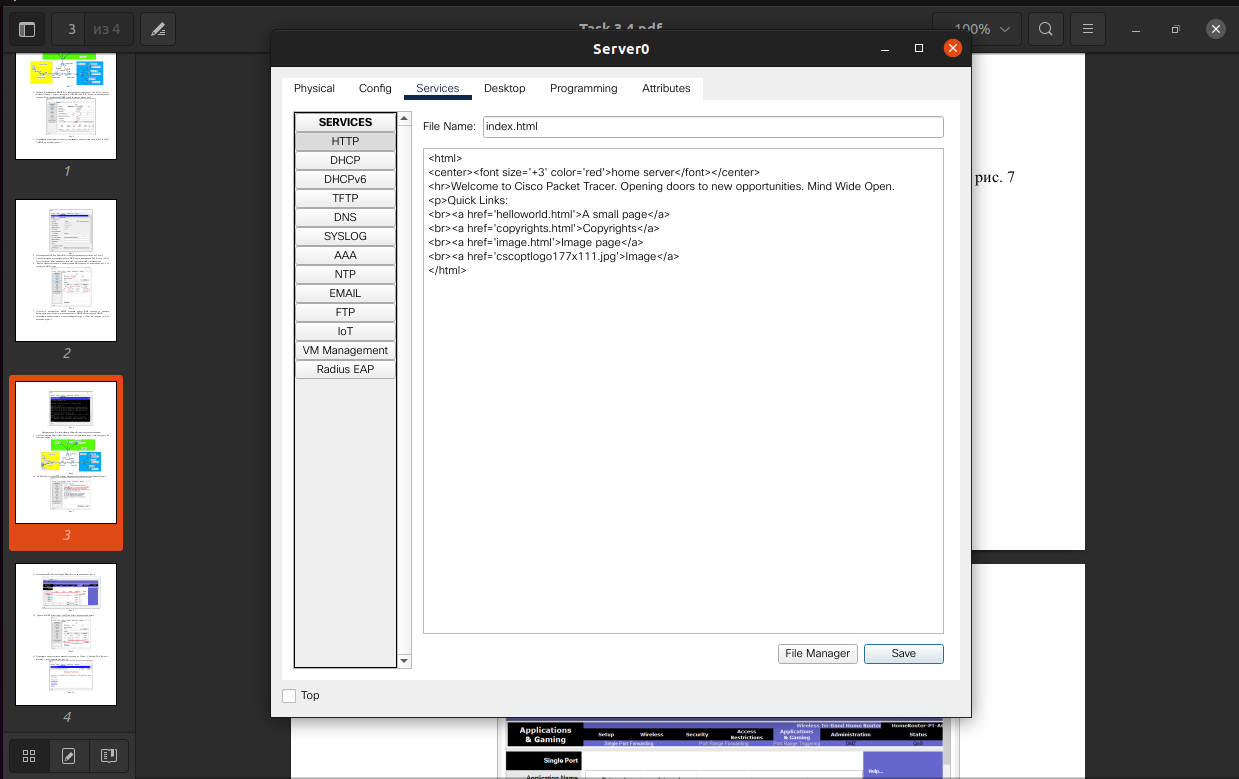 3
из 4
Task 3.4.pdf
100%
Server0
Physical
Config
Services
Desktop
Programming
Attributes
SERVICES
HTTP
DHCP
DHCPv6
TFTP
DNS
SYSLOG
AAA
NTP
EMAIL
FTP
IoT
VM Management
Radius EAP
File Name:
index.html
<html>
<center><font size='+3' color='red'>home server</font></center>
<hr>Welcome to Cisco Packet Tracer. Opening doors to new opportunities. Mind Wide Open.
<p>Quick Links:
<br><a href='helloworld.html'>A small page</a>
<br><a href='copyrights.html'>Copyrights</a>
<br><a href='image.html'>Image page</a>
<br><a href='cscoptlogo177x111.jpg'>Image</a>
</html>
File Manager
Save
Top
рис. 7
1
2
3
4
Wireless Tri-Band Home Router
HomeRouter-PT-AC
Applications & Gaming
Setup
Wireless
Security
Access Restrictions
Applications & Gaming
Administration
Status
Single Port Forwarding
Port Range Forwarding
Port Range Triggering
DMZ
QoS
Single Port
Help...
Application Name